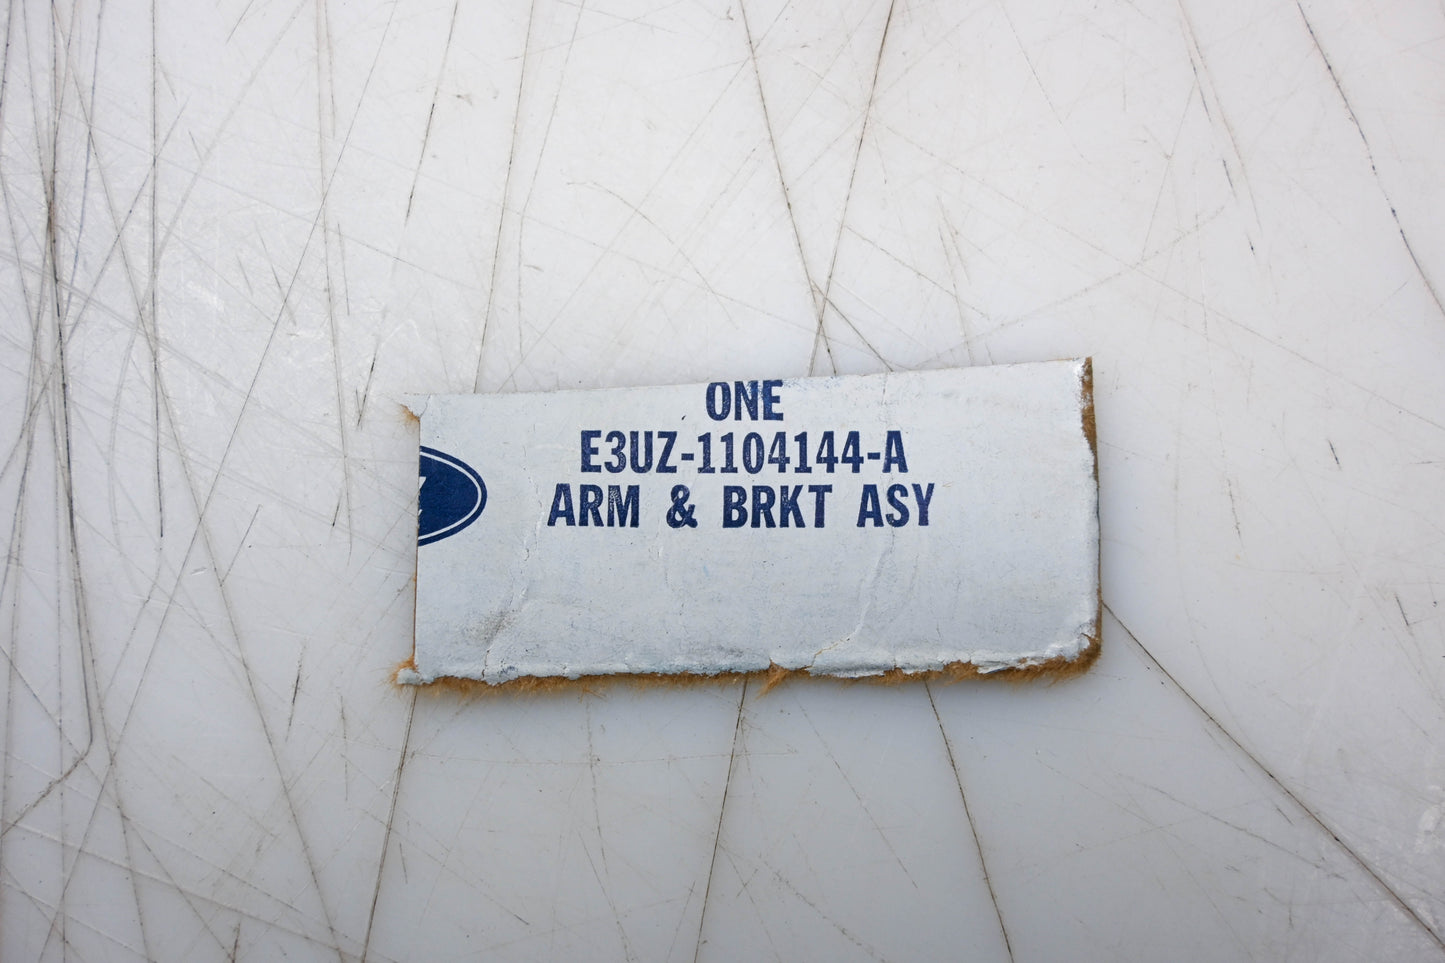 ONE
E3UZ-1104144-A
ARM & BRKT ASY